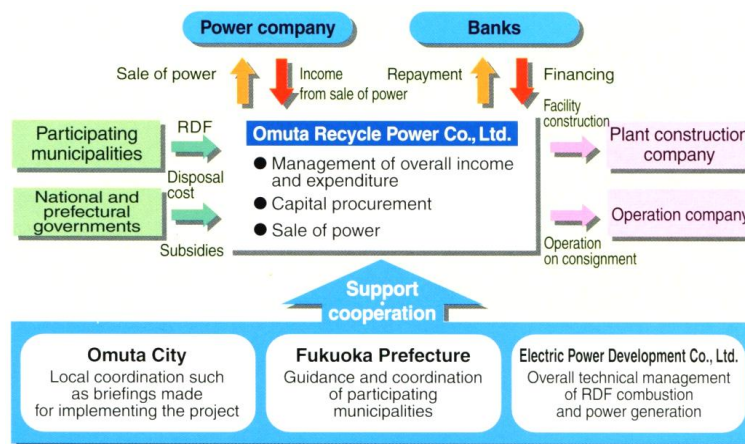 Power company
Banks
Sale of power
Income
from sale of power
Repayment
Financing
Participating
municipalities
RDF
Disposal
cost
National and
prefectural
governments
Subsidies
Omuta Recycle Power Co., Ltd.
● Management of overall income
and expenditure
● Capital procurement
● Sale of power
Facility
construction
Plant construction
company
Operation company
Operation
on consignment
Support
·
cooperation
Omuta City
Local coordination such
as briefings made
for implementing the project
Fukuoka Prefecture
Guidance and coordination
of participating
municipalities
Electric Power Development Co., Ltd.
Overall technical management
of RDF combustion
and power generation